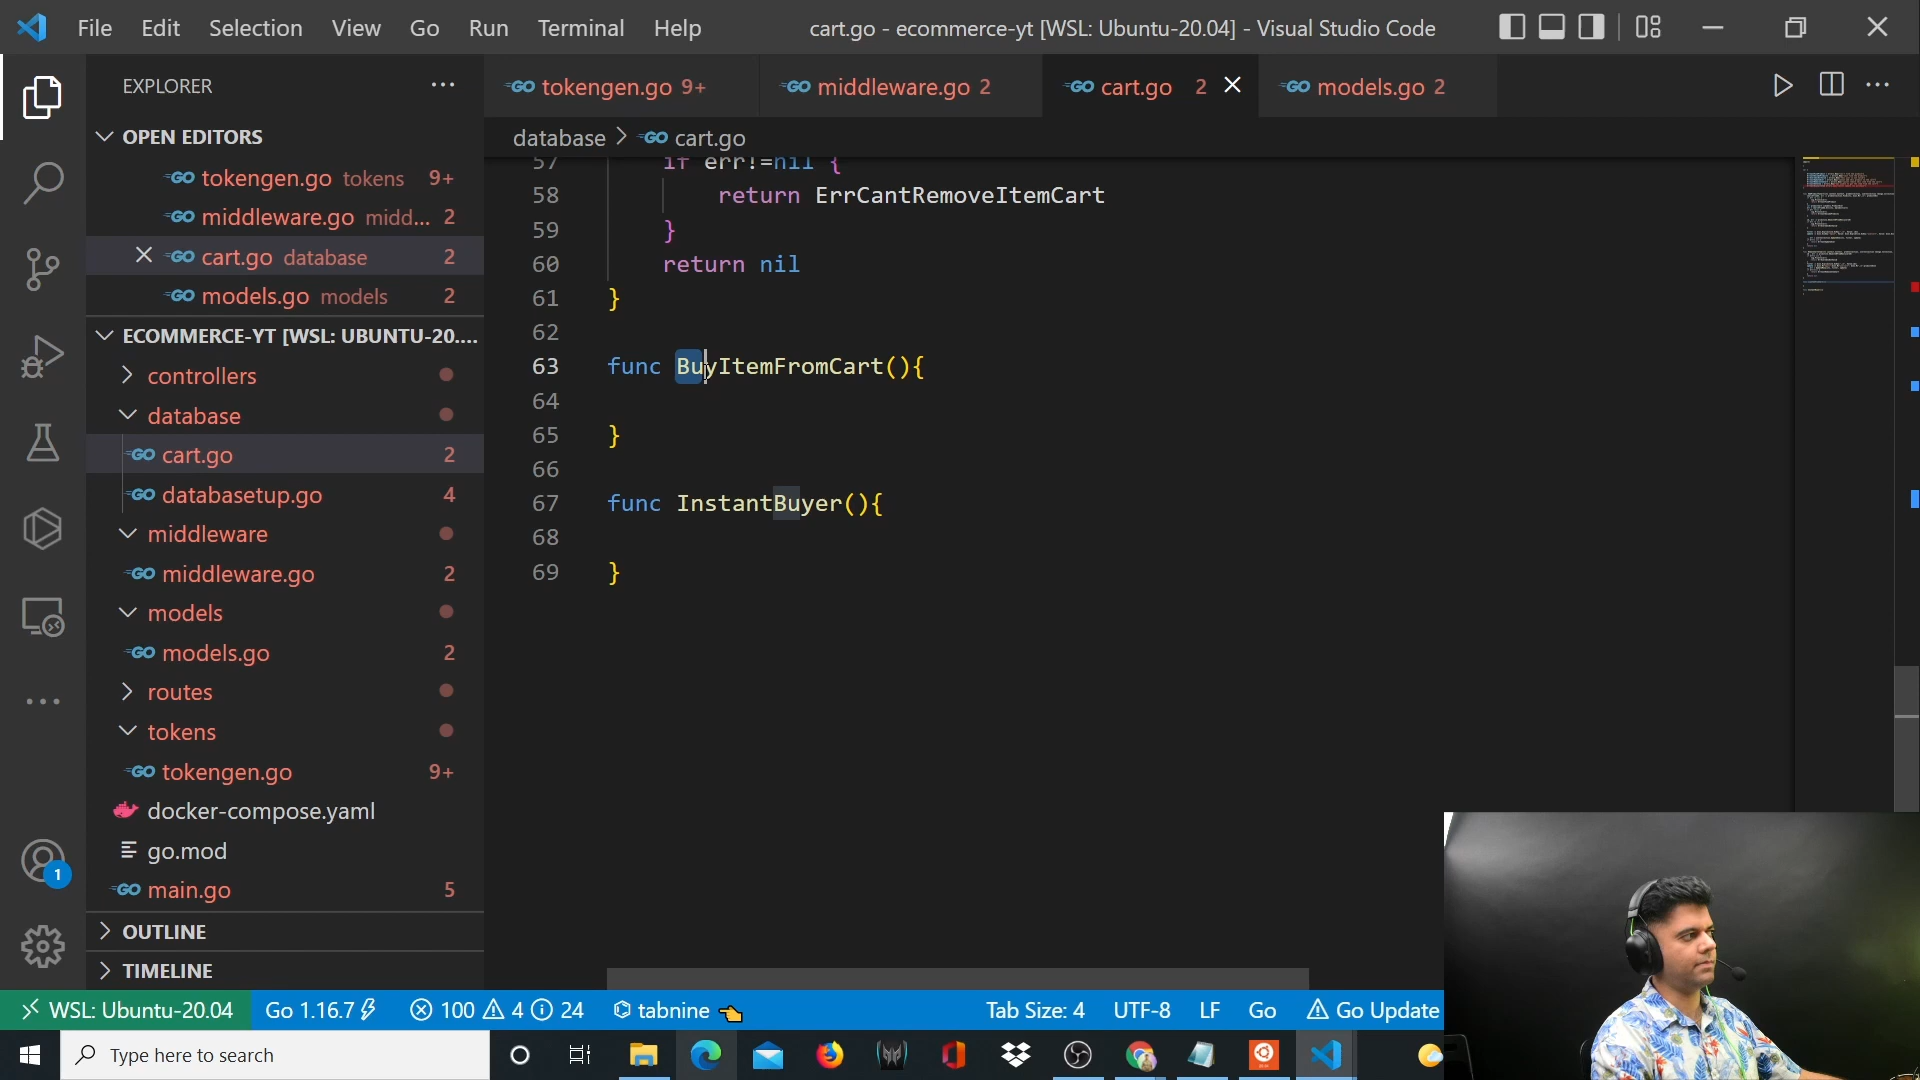 File Edit Selection View Go Run Terminal Help
cart.go - ecommerce-yt [WSL: Ubuntu-20.04] - Visual Studio Code
EXPLORER
tokengen.go 9+
middleware.go 2
cart.go 2
models.go 2
OPEN EDITORS
tokengen.go tokens 9+
middleware.go midd... 2
cart.go database 2
models.go models 2
ECOMMERCE-YT [WSL: UBUNTU-20....
controllers
database
cart.go 2
databasetup.go 4
middleware
middleware.go 2
models
models.go 2
routes
tokens
tokengen.go 9+
docker-compose.yaml
go.mod
main.go 5
OUTLINE
TIMELINE
1
database > cart.go
57 if err!=nil {
58 return ErrCantRemoveItemCart
59 }
60 return nil
61 }
62
63 func BuyItemFromCart(){
64
65 }
66
67 func InstantBuyer(){
68
69 }
WSL: Ubuntu-20.04 Go 1.16.7 100 4 24 tabnine Tab Size: 4 UTF-8 LF Go Go Update
Type here to search